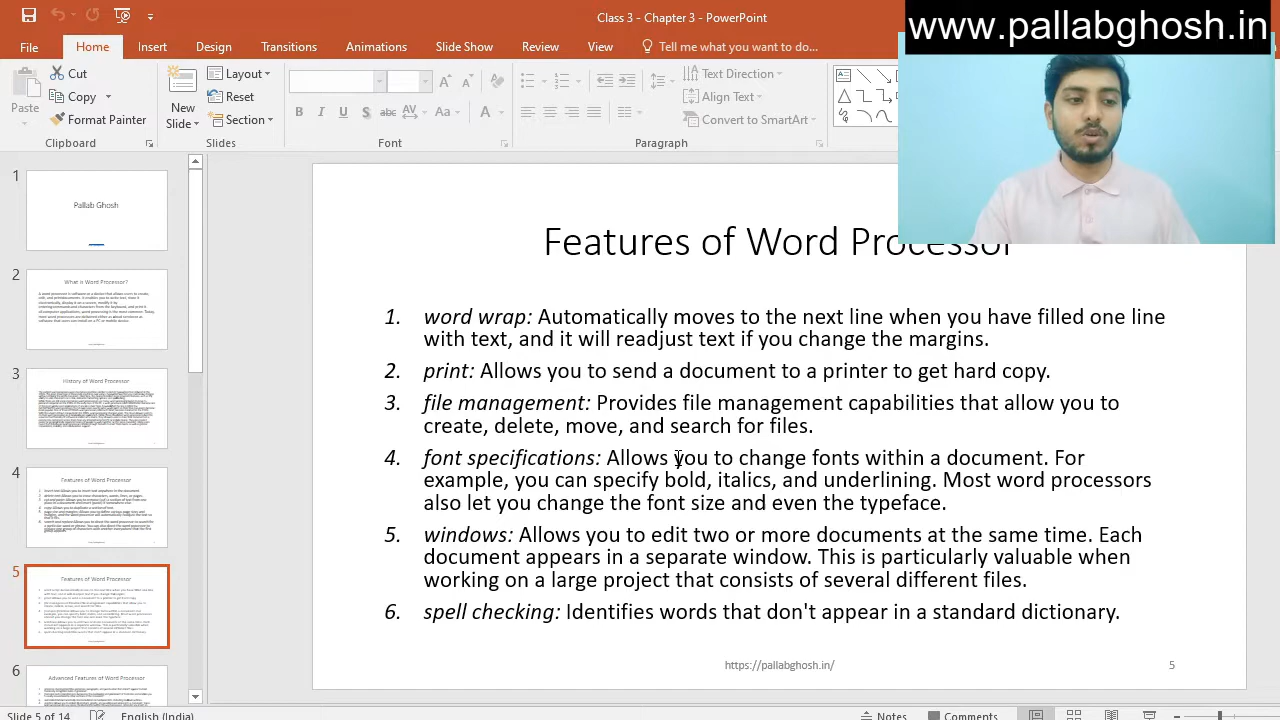 Class 3 - Chapter 3 - PowerPoint
www.pallabghosh.in
File Home Insert Design Transitions Animations Slide Show Review View Tell me what you want to do...
Paste
Cut
Copy
Format Painter
Clipboard
New
Slide
Layout
Reset
Section
Slides
B I U S abc AV Aa A
Font
Text Direction
Align Text
Convert to SmartArt
Paragraph
1
Pallab Ghosh
2
What is Word Processor?
3
History of Word Processor
4
Features of Word Processor
5
Features of Word Processor
6
Advanced Features of Word Processor
Features of Word Processor
1. word wrap: Automatically moves to the next line when you have filled one line
with text, and it will readjust text if you change the margins.
2. print: Allows you to send a document to a printer to get hard copy.
3. file management: Provides file management capabilities that allow you to
create, delete, move, and search for files.
4. font specifications: Allows you to change fonts within a document. For
example, you can specify bold, italics, and underlining. Most word processors
also let you change the font size and even the typeface.
5. windows: Allows you to edit two or more documents at the same time. Each
document appears in a separate window. This is particularly valuable when
working on a large project that consists of several different files.
6. spell checking: identifies words that don't appear in a standard dictionary.
https://pallabghosh.in/ 5
Slide 5 of 14 English (India) Notes Comments